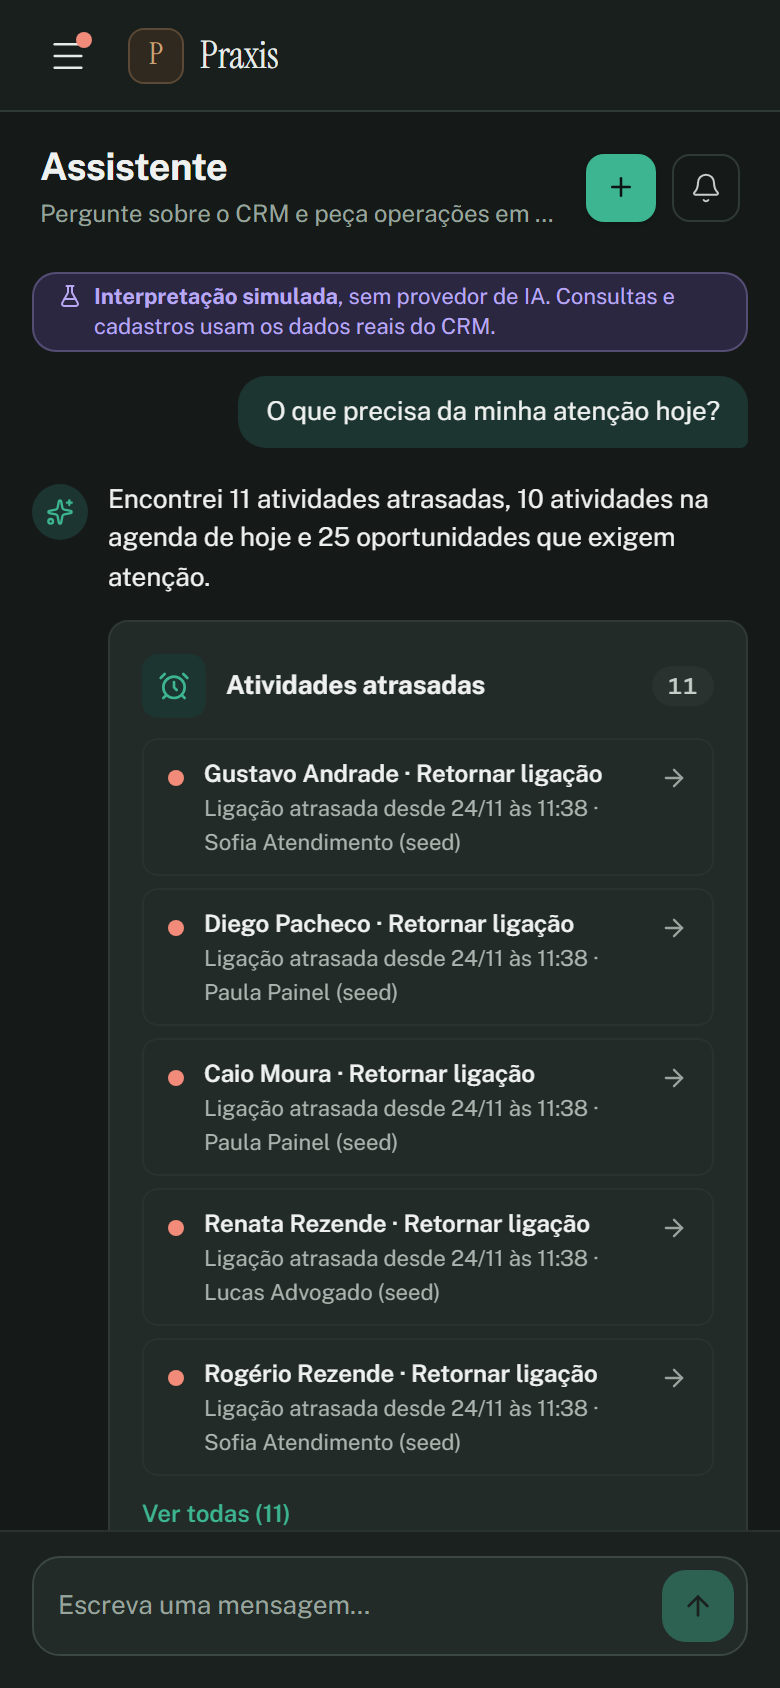 P Praxis
Assistente
Pergunte sobre o CRM e peça operações em ...
Interpretação simulada, sem provedor de IA. Consultas e
cadastros usam os dados reais do CRM.
O que precisa da minha atenção hoje?
Encontrei 11 atividades atrasadas, 10 atividades na
agenda de hoje e 25 oportunidades que exigem
atenção.
Atividades atrasadas 11
Gustavo Andrade · Retornar ligação
Ligação atrasada desde 24/11 às 11:38 ·
Sofia Atendimento (seed)
Diego Pacheco · Retornar ligação
Ligação atrasada desde 24/11 às 11:38 ·
Paula Painel (seed)
Caio Moura · Retornar ligação
Ligação atrasada desde 24/11 às 11:38 ·
Paula Painel (seed)
Renata Rezende · Retornar ligação
Ligação atrasada desde 24/11 às 11:38 ·
Lucas Advogado (seed)
Rogério Rezende · Retornar ligação
Ligação atrasada desde 24/11 às 11:38 ·
Sofia Atendimento (seed)
Ver todas (11)
Escreva uma mensagem...